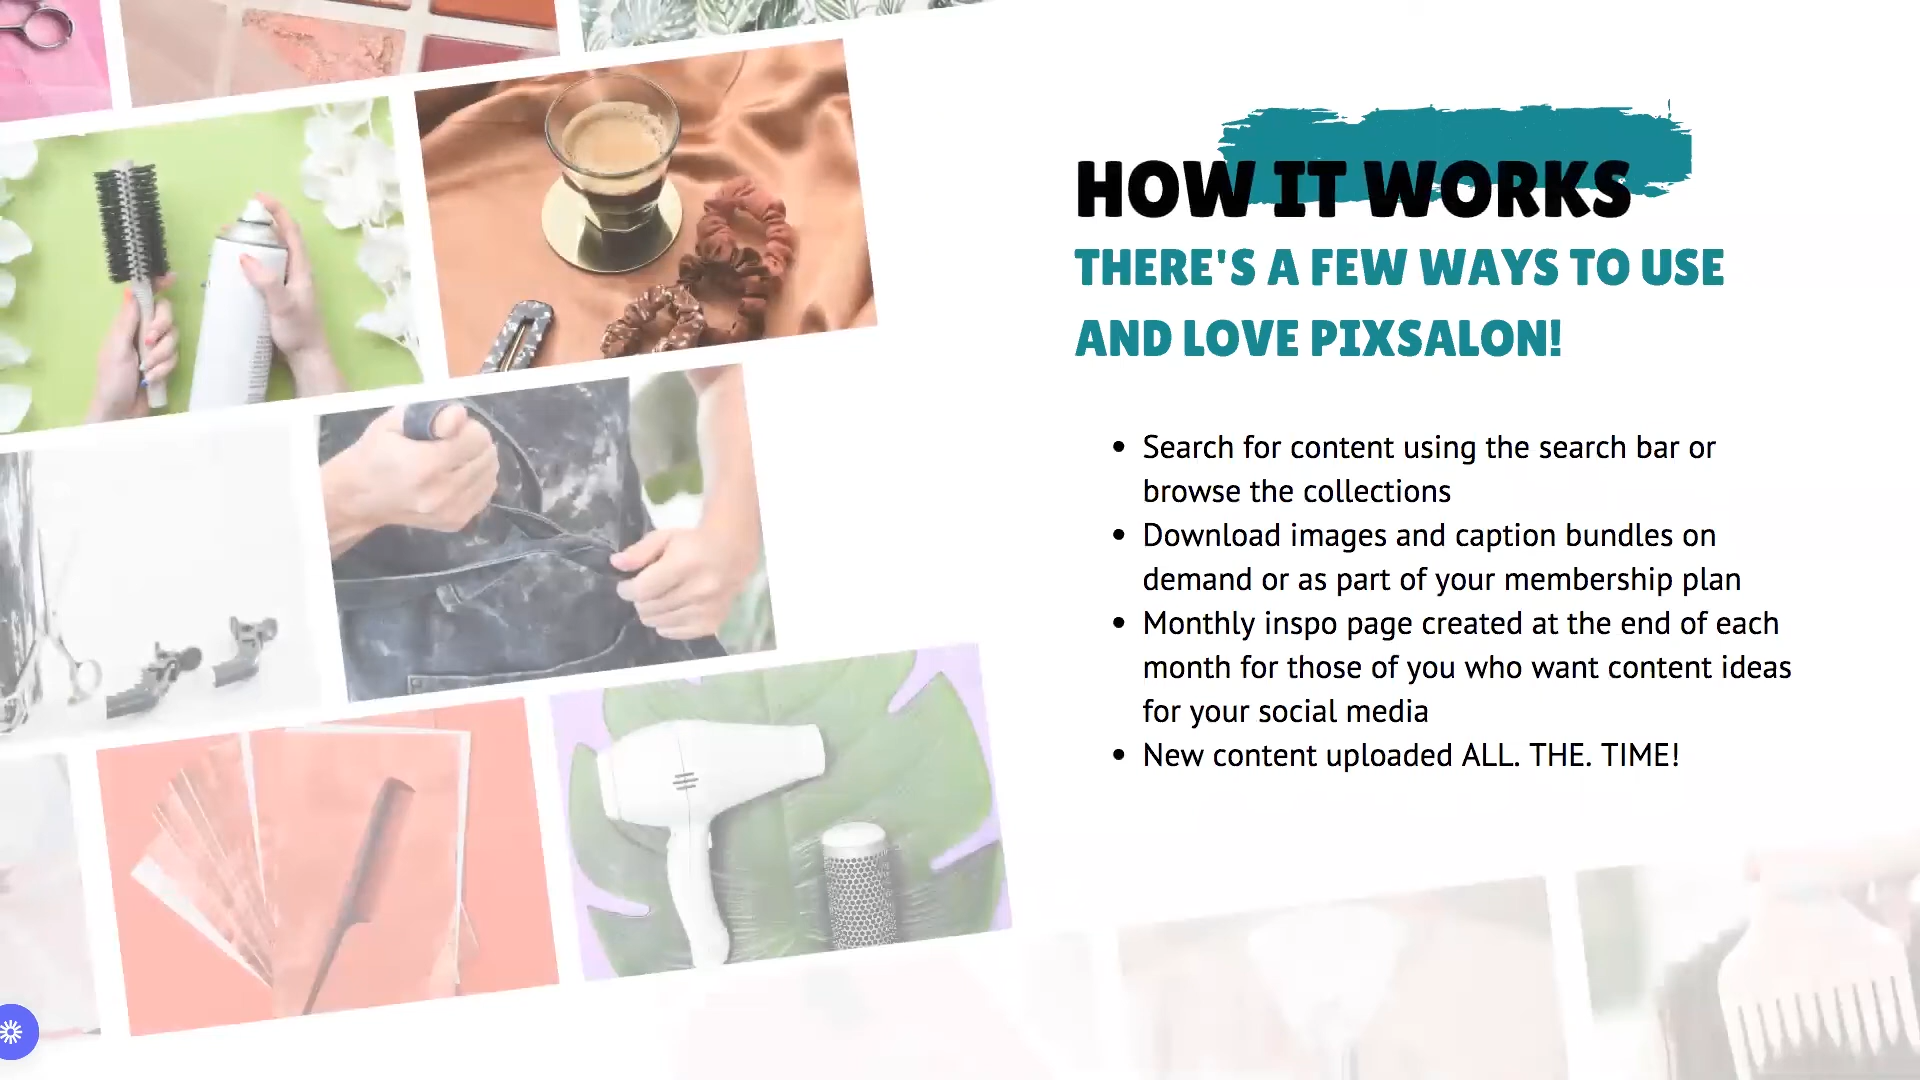 HOW IT WORKS
THERE'S A FEW WAYS TO USE
AND LOVE PIXSALON!
Search for content using the search bar or
browse the collections
Download images and caption bundles on
demand or as part of your membership plan
Monthly inspo page created at the end of each
month for those of you who want content ideas
for your social media
New content uploaded ALL. THE. TIME!